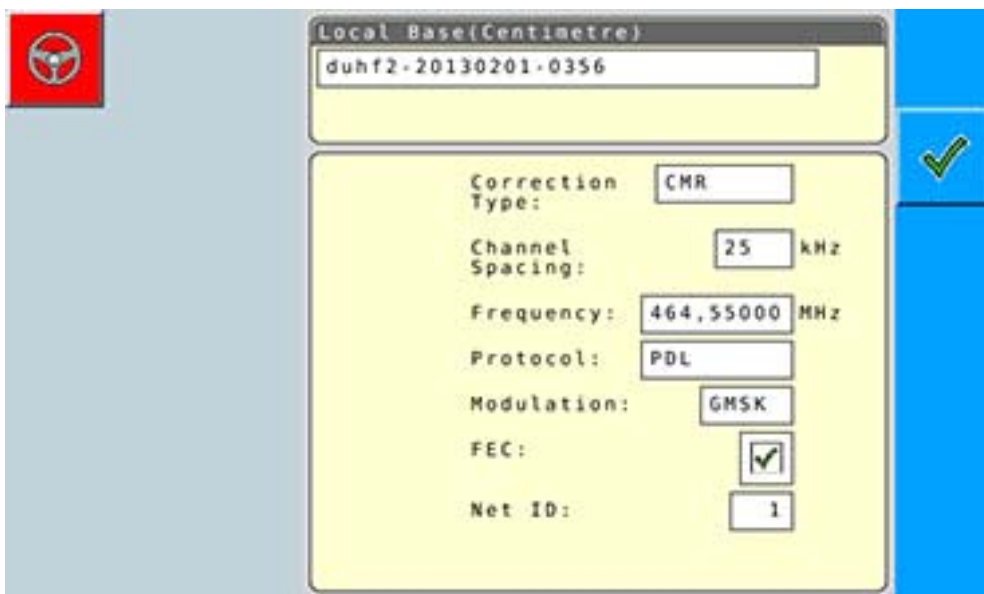 Local Base(Centimetre)
duhf2-20130201-0356
Correction Type: CMR
Channel Spacing: 25 kHz
Frequency: 464,55000 MHz
Protocol: PDL
Modulation: GMSK
FEC:
Net ID: 1